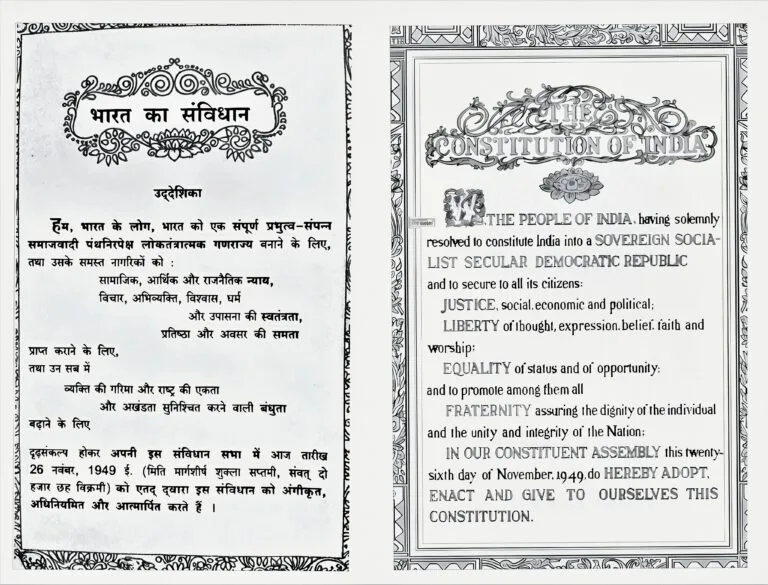 भारत का संविधान
उद्देशिका
हम, भारत के लोग, भारत को एक संपूर्ण प्रभुत्व-संपन्न
समाजवादी पंथनिरपेक्ष लोकतंत्रात्मक गणराज्य बनाने के लिए,
तथा उसके समस्त नागरिकों को :
सामाजिक, आर्थिक और राजनैतिक न्याय,
विचार, अभिव्यक्ति, विश्वास, धर्म
और उपासना की स्वतंत्रता,
प्रतिष्ठा और अवसर की समता
प्राप्त कराने के लिए,
तथा उन सब में
व्यक्ति की गरिमा और राष्ट्र की एकता
और अखंडता सुनिश्चित करने वाली बंधुता
बढ़ाने के लिए
दृढ़संकल्प होकर अपनी इस संविधान सभा में आज तारीख
26 नवंबर, 1949 ई. (मिति मार्गशीर्ष शुक्ला सप्तमी, संवत् दो
हजार छह विक्रमी) को एतद् द्वारा इस संविधान को अंगीकृत,
अधिनियमित और आत्मार्पित करते हैं ।
THE
CONSTITUTION OF INDIA
WE, THE PEOPLE OF INDIA, having solemnly
resolved to constitute India into a SOVEREIGN SOCIA-
LIST SECULAR DEMOCRATIC REPUBLIC
and to secure to all its citizens:
JUSTICE, social, economic and political;
LIBERTY of thought, expression, belief, faith and
worship;
EQUALITY of status and of opportunity;
and to promote among them all
FRATERNITY assuring the dignity of the individual
and the unity and integrity of the Nation;
IN OUR CONSTITUENT ASSEMBLY this twenty-
sixth day of November, 1949, do HEREBY ADOPT,
ENACT AND GIVE TO OURSELVES THIS
CONSTITUTION.